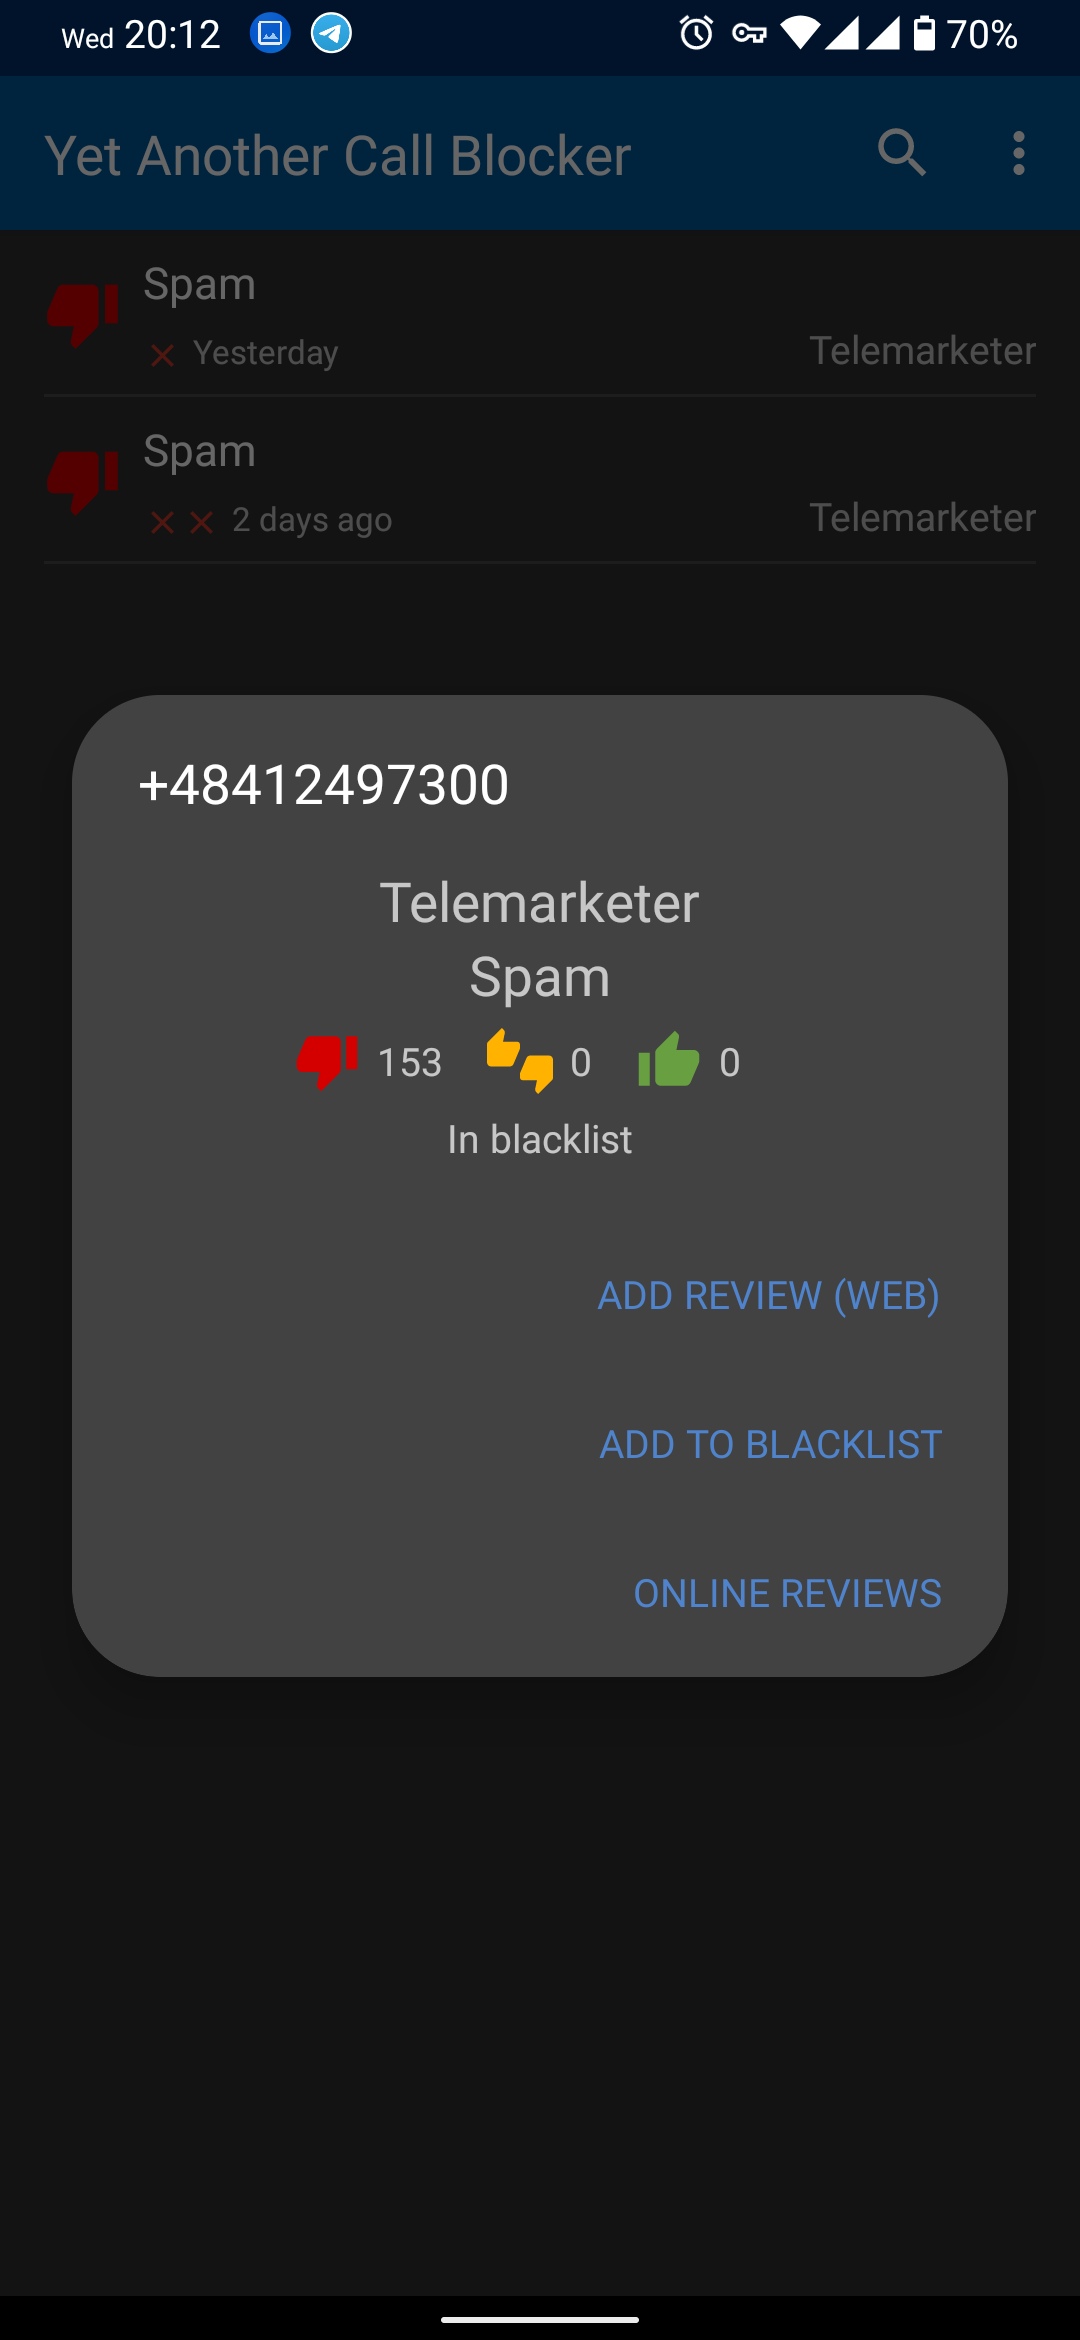 Wed 20:12 70%
Yet Another Call Blocker
Spam
Yesterday Telemarketer
Spam
2 days ago Telemarketer
+48412497300
Telemarketer
Spam
153 0 0
In blacklist
ADD REVIEW (WEB)
ADD TO BLACKLIST
ONLINE REVIEWS